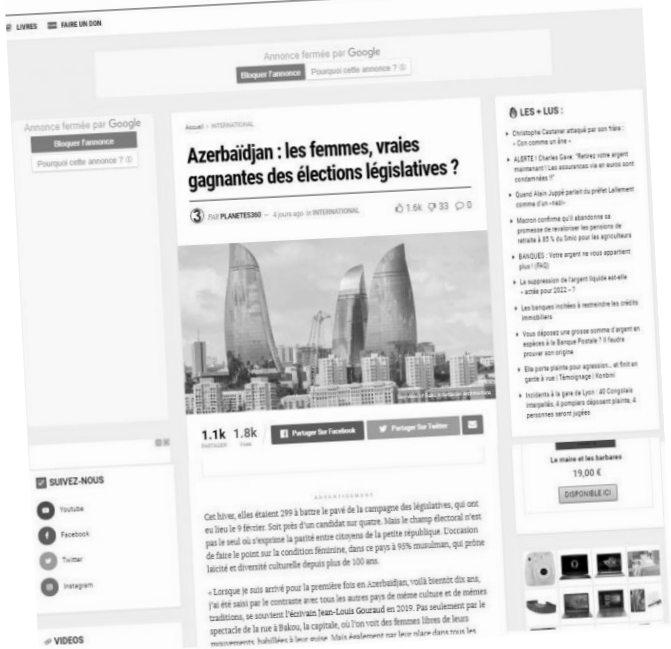 LIVRES FAIRE UN DON
Annonce fermée par Google
Bloquer l'annonce Pourquoi cette annonce ?
Annonce fermée par Google
Bloquer l'annonce
Pourquoi cette annonce ?
Accueil > INTERNATIONAL
Azerbaïdjan : les femmes, vraies
gagnantes des élections législatives ?
3 PAR PLANETES360 — 4 jours ago in INTERNATIONAL 1.6k 33 0
1.1k 1.8k Partager Sur Facebook Partager Sur Twitter
PARTAGER
ADVERTISEMENT
Cet hiver, elles étaient 299 à battre le pavé de la campagne des législatives, qui ont
eu lieu le 9 février. Soit près d'un candidat sur quatre. Mais le champ électoral n'est
pas le seul où s'exprime la parité entre citoyens de la petite république. L'occasion
de faire le point sur la condition féminine, dans ce pays à 95% musulman, qui prône
laïcité et diversité culturelle depuis plus de 100 ans.
« Lorsque je suis arrivé pour la première fois en Azerbaïdjan, voilà bientôt dix ans,
j'ai été saisi par le contraste avec tous les autres pays de même culture et de mêmes
traditions, se souvient l'écrivain Jean-Louis Gouraud en 2019. Pas seulement par le
spectacle de la rue à Bakou, la capitale, où l'on voit des femmes libres de leurs
mouvements, habillées à leur guise. Mais également par leur place dans tous les
SUIVEZ-NOUS
Youtube
Facebook
Twitter
Instagram
VIDEOS
LES + LUS :
Christophe Castaner attaqué par son frère :
« Con comme un âne »
ALERTE ! Charles Gave. "Retirez votre argent
maintenant ! Les assurances vie en euros sont
condamnées !!"
Quand Alain Juppé parlait du préfet Lallement
comme d'un «nazi»
Macron confirme qu'il abandonne sa
promesse de revaloriser les pensions de
retraite à 85 % du Smic pour les agriculteurs
BANQUES : Votre argent ne vous appartient
plus ! (FAQ)
La suppression de l'argent liquide est-elle
« actée pour 2022 » ?
Les banques incitées à restreindre les crédits
immobiliers
Vous déposez une grosse somme d'argent en
espèces à la Banque Postale ? Il faudra
prouver son origine
Elle porte plainte pour agression... et finit en
garde à vue | Témoignage | Konbini
Incidents à la gare de Lyon : 40 Congolais
interpellés, 4 pompiers déposent plainte, 4
personnes seront jugées
Le maire et les barbares
19,00 €
DISPONIBLE ICI